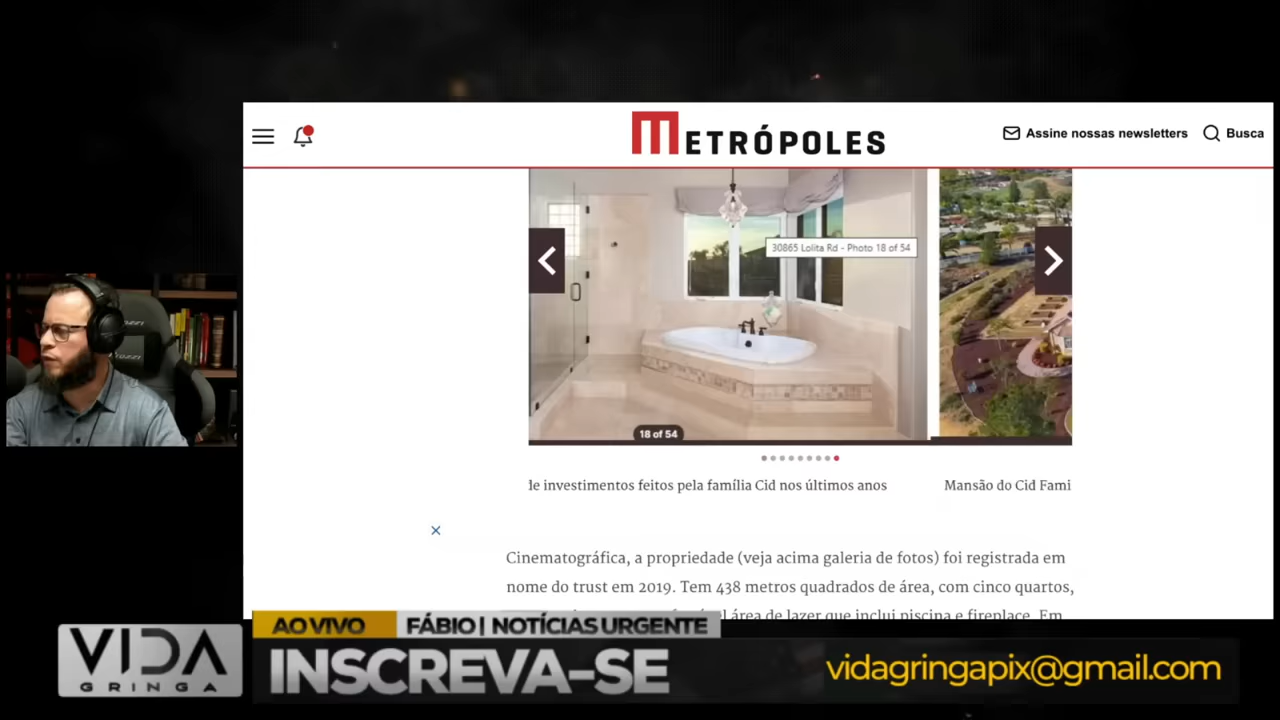 METRÓPOLES
Assine nossas newsletters
Busca
30865 Lolita Rd - Photo 18 of 54
18 of 54
de investimentos feitos pela família Cid nos últimos anos
Mansão do Cid Fami
Cinematográfica, a propriedade (veja acima galeria de fotos) foi registrada em
nome do trust em 2019. Tem 438 metros quadrados de área, com cinco quartos,
área de lazer que inclui piscina e fireplace. Em
AO VIVO
FÁBIO | NOTÍCIAS URGENTE
VIDA
GRINGA
INSCREVA-SE
vidagringapix@gmail.com